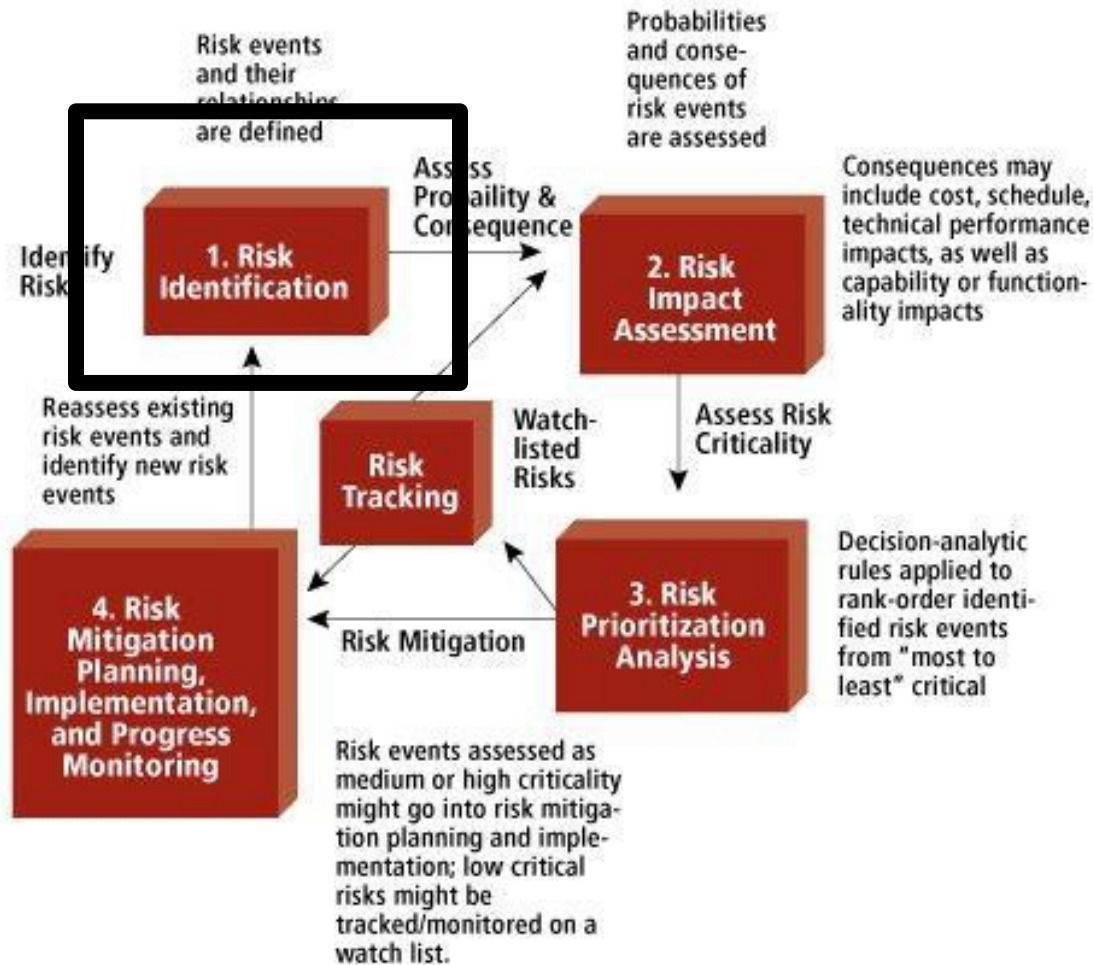 Risk events
and their
relationships
are defined
Probabilities
and conse-
quences of
risk events
are assessed
Assess
Probaility &
Consequence
Consequences may
include cost, schedule,
technical performance
impacts, as well as
capability or function-
ality impacts
Identify
Risk
1. Risk
Identification
2. Risk
Impact
Assessment
Reassess existing
risk events and
identify new risk
events
Risk
Tracking
Watch-
listed
Risks
Assess Risk
Criticality
4. Risk
Mitigation
Planning,
Implementation,
and Progress
Monitoring
Risk Mitigation
3. Risk
Prioritization
Analysis
Decision-analytic
rules applied to
rank-order identi-
fied risk events
from "most to
least" critical
Risk events assessed as
medium or high criticality
might go into risk mitiga-
tion planning and imple-
mentation; low critical
risks might be
tracked/monitored on a
watch list.